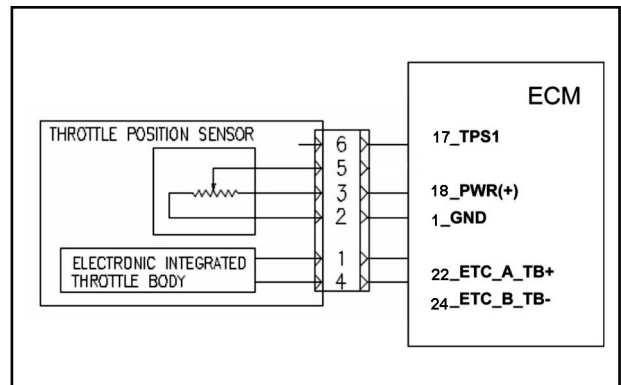 ECM
THROTTLE POSITION SENSOR
6
17_TPS1
5
3
18_PWR(+)
2
1_GND
1
ELECTRONIC INTEGRATED
THROTTLE BODY
22_ETC_A_TB+
4
24_ETC_B_TB-